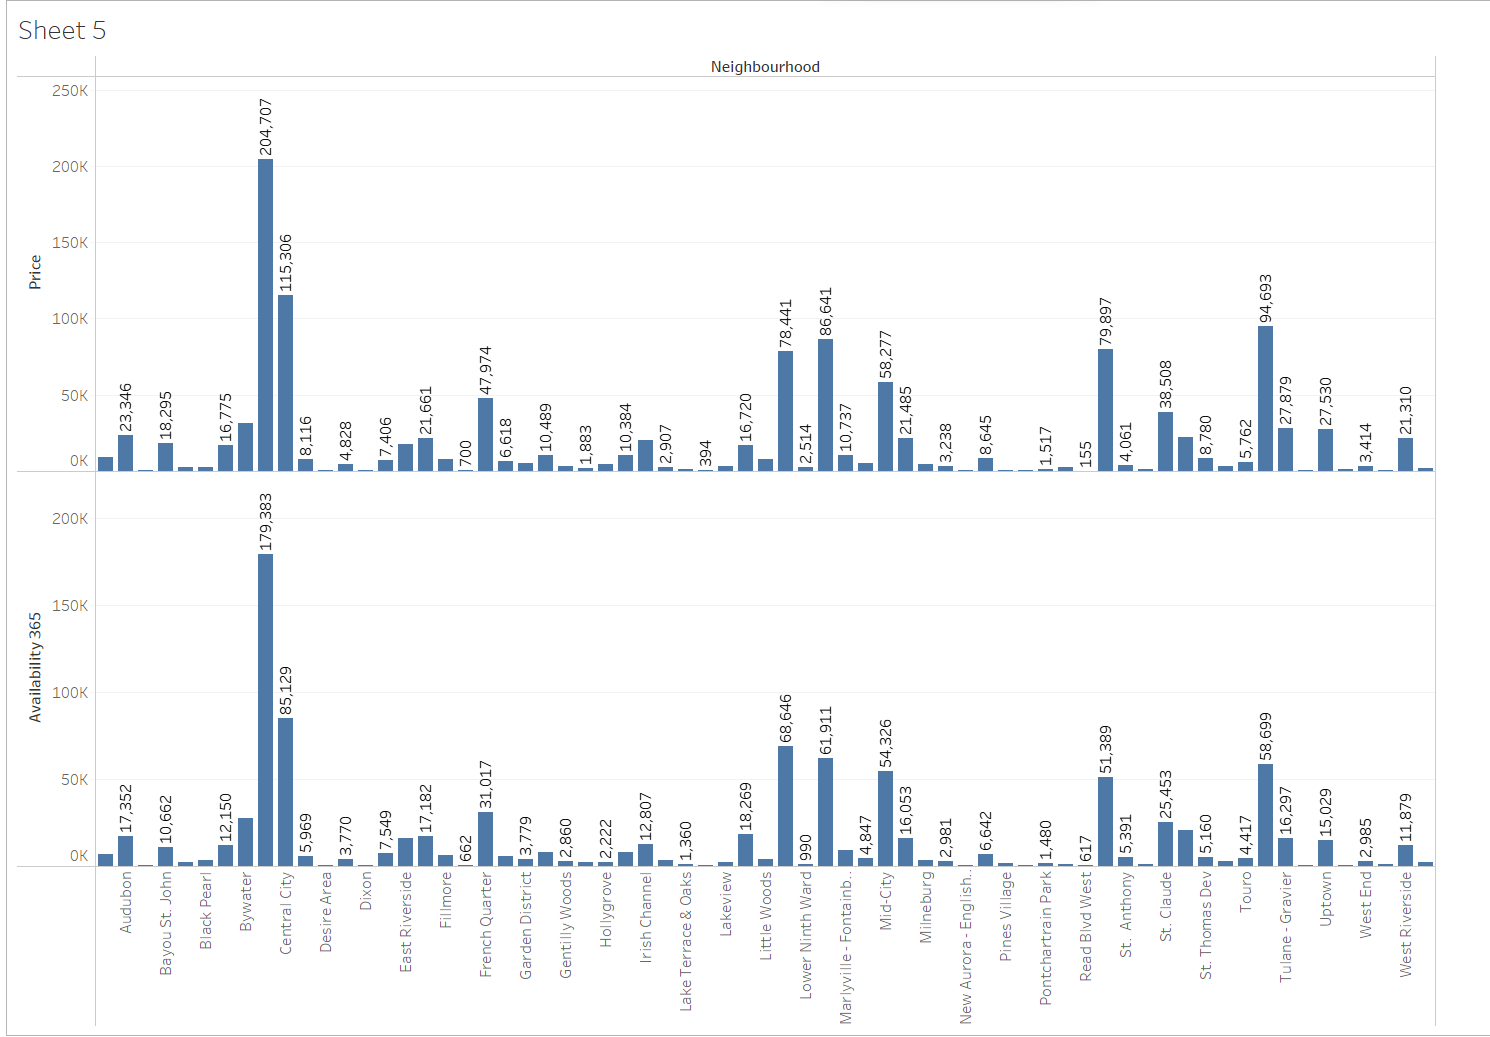 Sheet 5
Neighbourhood
Price
250K
200K
150K
100K
50K
0K
23,346
18,295
16,775
204,707
115,306
8,116
4,828
7,406
21,661
700
47,974
6,618
10,489
1,883
10,384
2,907
394
16,720
78,441
2,514
86,641
10,737
58,277
21,485
3,238
8,645
1,517
155
79,897
4,061
38,508
8,780
5,762
94,693
27,879
27,530
3,414
21,310
Availability 365
200K
150K
100K
50K
0K
17,352
10,662
12,150
179,383
85,129
5,969
3,770
7,549
17,182
662
31,017
3,779
2,860
2,222
12,807
1,360
18,269
68,646
990
61,911
4,847
54,326
16,053
2,981
6,642
1,480
617
51,389
5,391
25,453
5,160
4,417
58,699
16,297
15,029
2,985
11,879
Audubon
Bayou St. John
Black Pearl
Bywater
Central City
Desire Area
Dixon
East Riverside
Fillmore
French Quarter
Garden District
Gentilly Woods
Hollygrove
Irish Channel
Lake Terrace & Oaks
Lakeview
Little Woods
Lower Ninth Ward
Marlyville - Fontainb..
Mid-City
Milneburg
New Aurora - English..
Pines Village
Pontchartrain Park
Read Blvd West
St.  Anthony
St. Claude
St. Thomas Dev
Touro
Tulane - Gravier
Uptown
West End
West Riverside